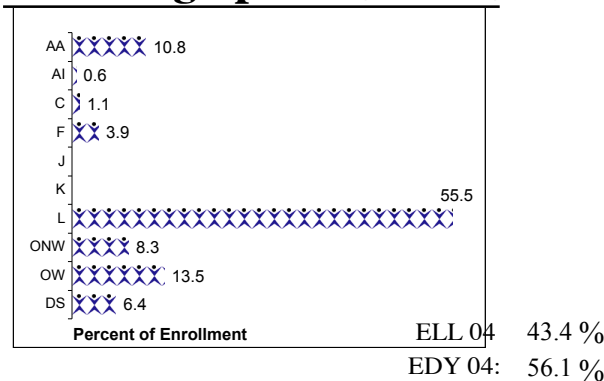 AA 10.8
AI 0.6
C 1.1
F 3.9
J
K
55.5
L
ONW 8.3
OW 13.5
DS 6.4
Percent of Enrollment
ELL 04 43.4 %
EDY 04: 56.1 %